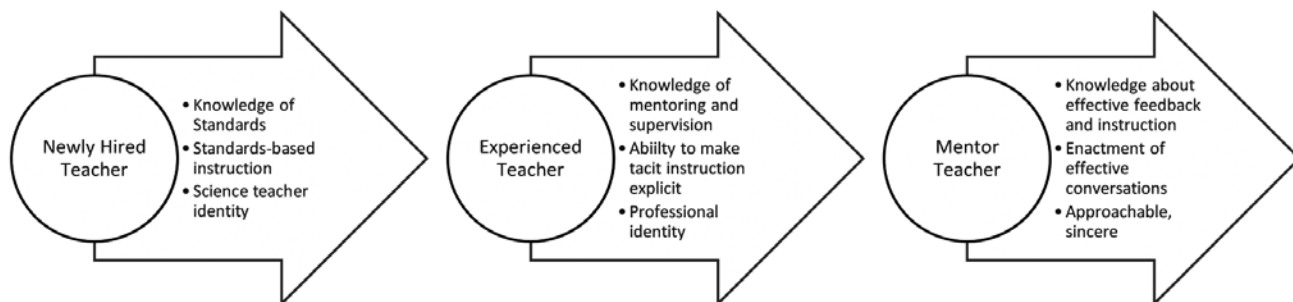 Newly Hired
Teacher
• Knowledge of
Standards
• Standards-based
instruction
• Science teacher
identity
Experienced
Teacher
• Knowledge of
mentoring and
supervision
• Abiilty to make
tacit instruction
explicit
• Professional
identity
Mentor
Teacher
• Knowledge about
effective feedback
and instruction
• Enactment of
effective
conversations
• Approachable,
sincere